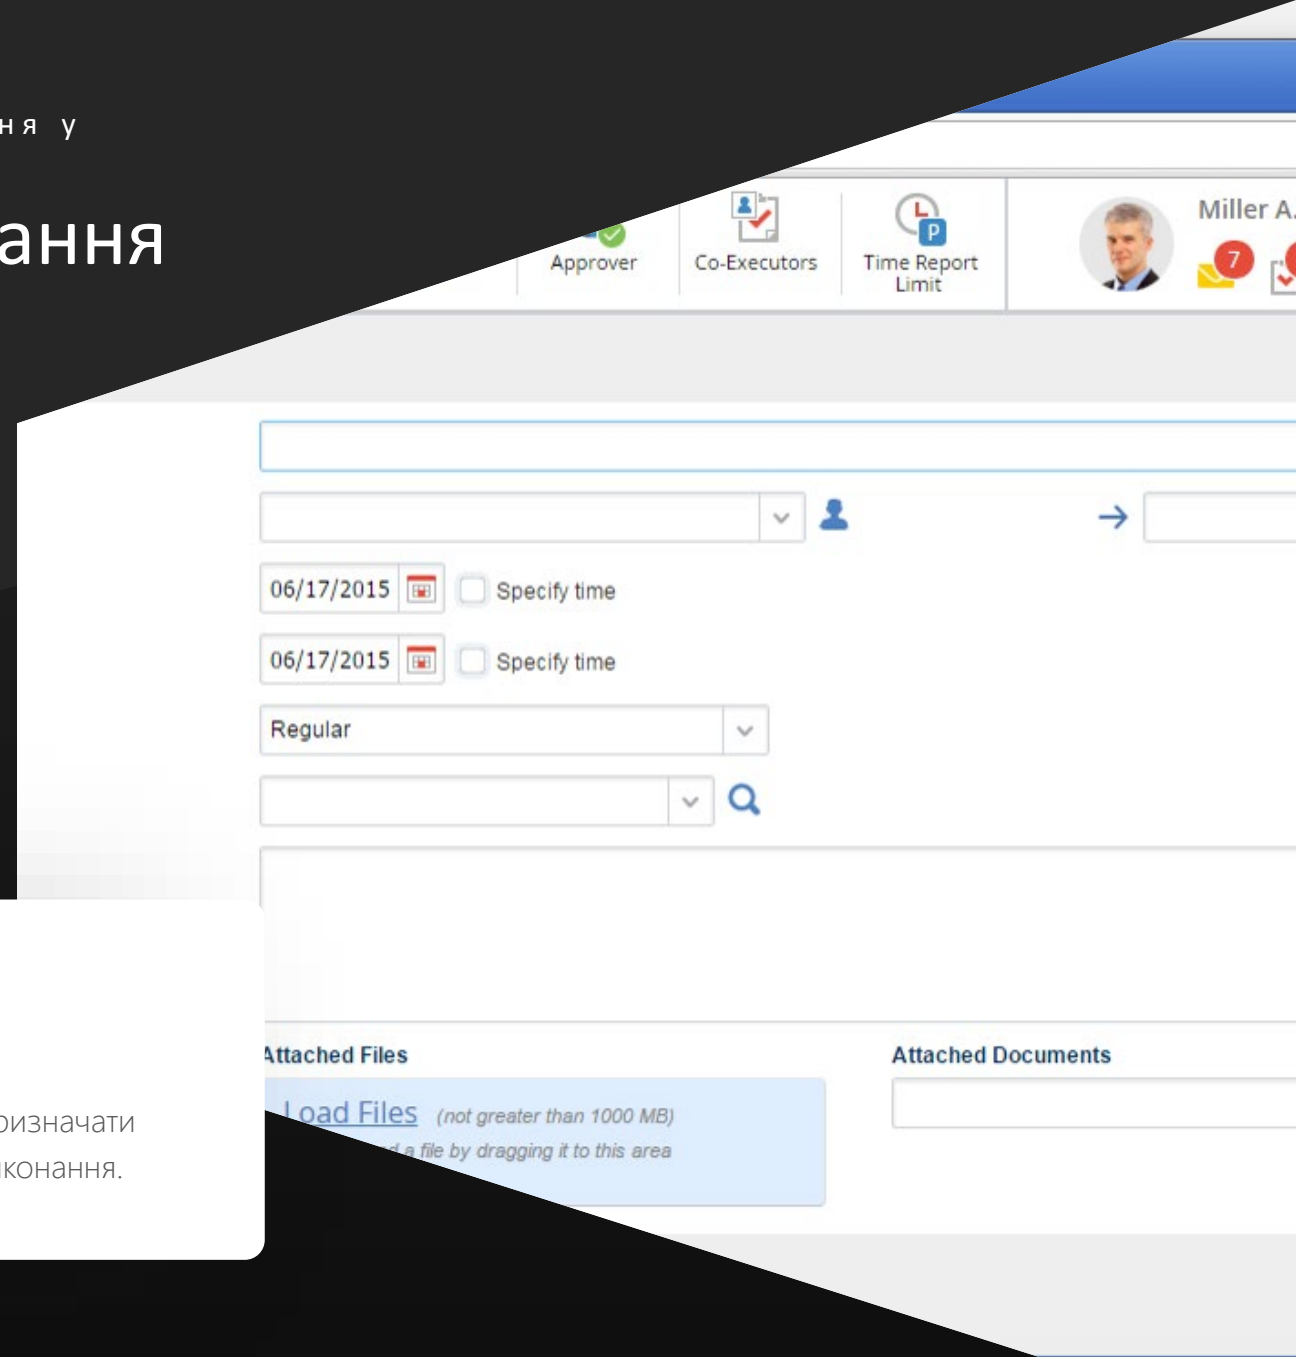 ня у
ання
Approver
Co-Executors
Time Report
Limit
Miller A.
7
P
06/17/2015
Specify time
06/17/2015
Specify time
Regular
Attached Files
Attached Documents
Load Files (not greater than 1000 MB)
a file by dragging it to this area
ризначати
конання.